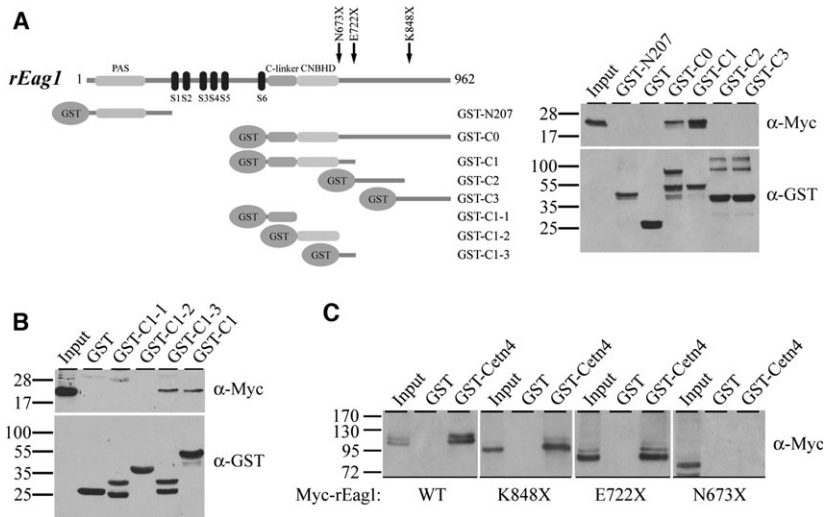 A
N673X
E722X
K848X
rEag1
1
PAS
C-linker
CNBHD
962
S1 S2 S3 S4 S5 S6
GST
GST-N207
GST
GST-C0
GST
GST-C1
GST
GST-C2
GST
GST-C3
GST
GST-C1-1
GST
GST-C1-2
GST
GST-C1-3
Input
GST-N207
GST
GST-C0
GST-C1
GST-C2
GST-C3
28
17
α-Myc
100
55
35
25
α-GST
B
Input
GST
GST-C1-1
GST-C1-2
GST-C1-3
GST-C1
28
17
α-Myc
100
55
35
25
α-GST
C
Input
GST
GST-Cetn4
Input
GST
GST-Cetn4
Input
GST
GST-Cetn4
Input
GST
GST-Cetn4
170
130
95
72
α-Myc
Myc-rEag1: WT K848X E722X N673X